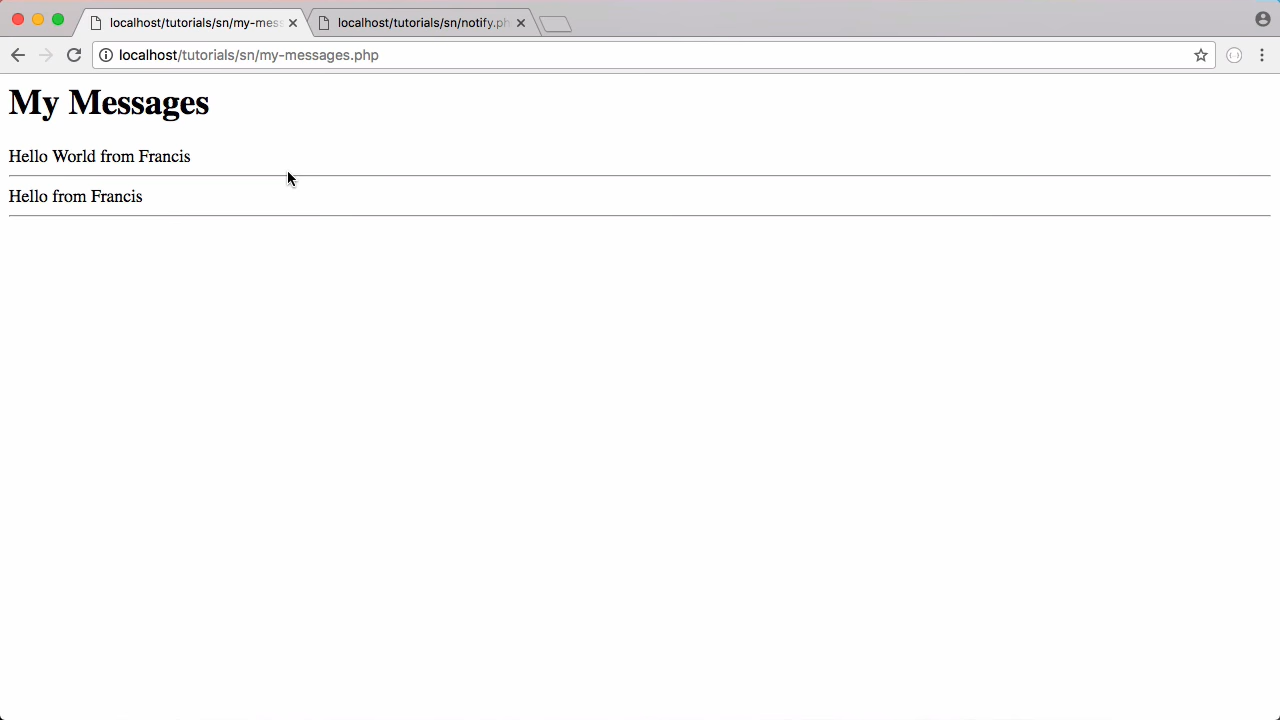 localhost/tutorials/sn/my-mess
localhost/tutorials/sn/notify.ph
localhost/tutorials/sn/my-messages.php
My Messages
Hello World from Francis
Hello from Francis